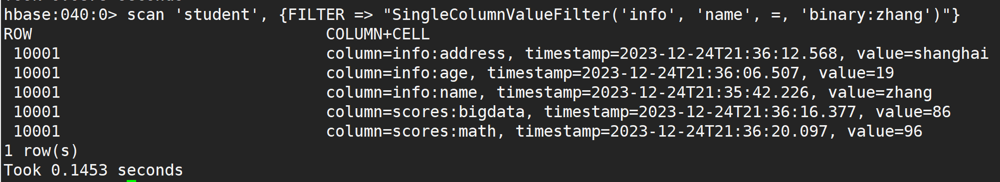 hbase:040:0> scan 'student', {FILTER => "SingleColumnValueFilter('info', 'name', =, 'binary:zhang')"}
ROW COLUMN+CELL
10001 column=info:address, timestamp=2023-12-24T21:36:12.568, value=shanghai
10001 column=info:age, timestamp=2023-12-24T21:36:06.507, value=19
10001 column=info:name, timestamp=2023-12-24T21:35:42.226, value=zhang
10001 column=scores:bigdata, timestamp=2023-12-24T21:36:16.377, value=86
10001 column=scores:math, timestamp=2023-12-24T21:36:20.097, value=96
1 row(s)
Took 0.1453 seconds